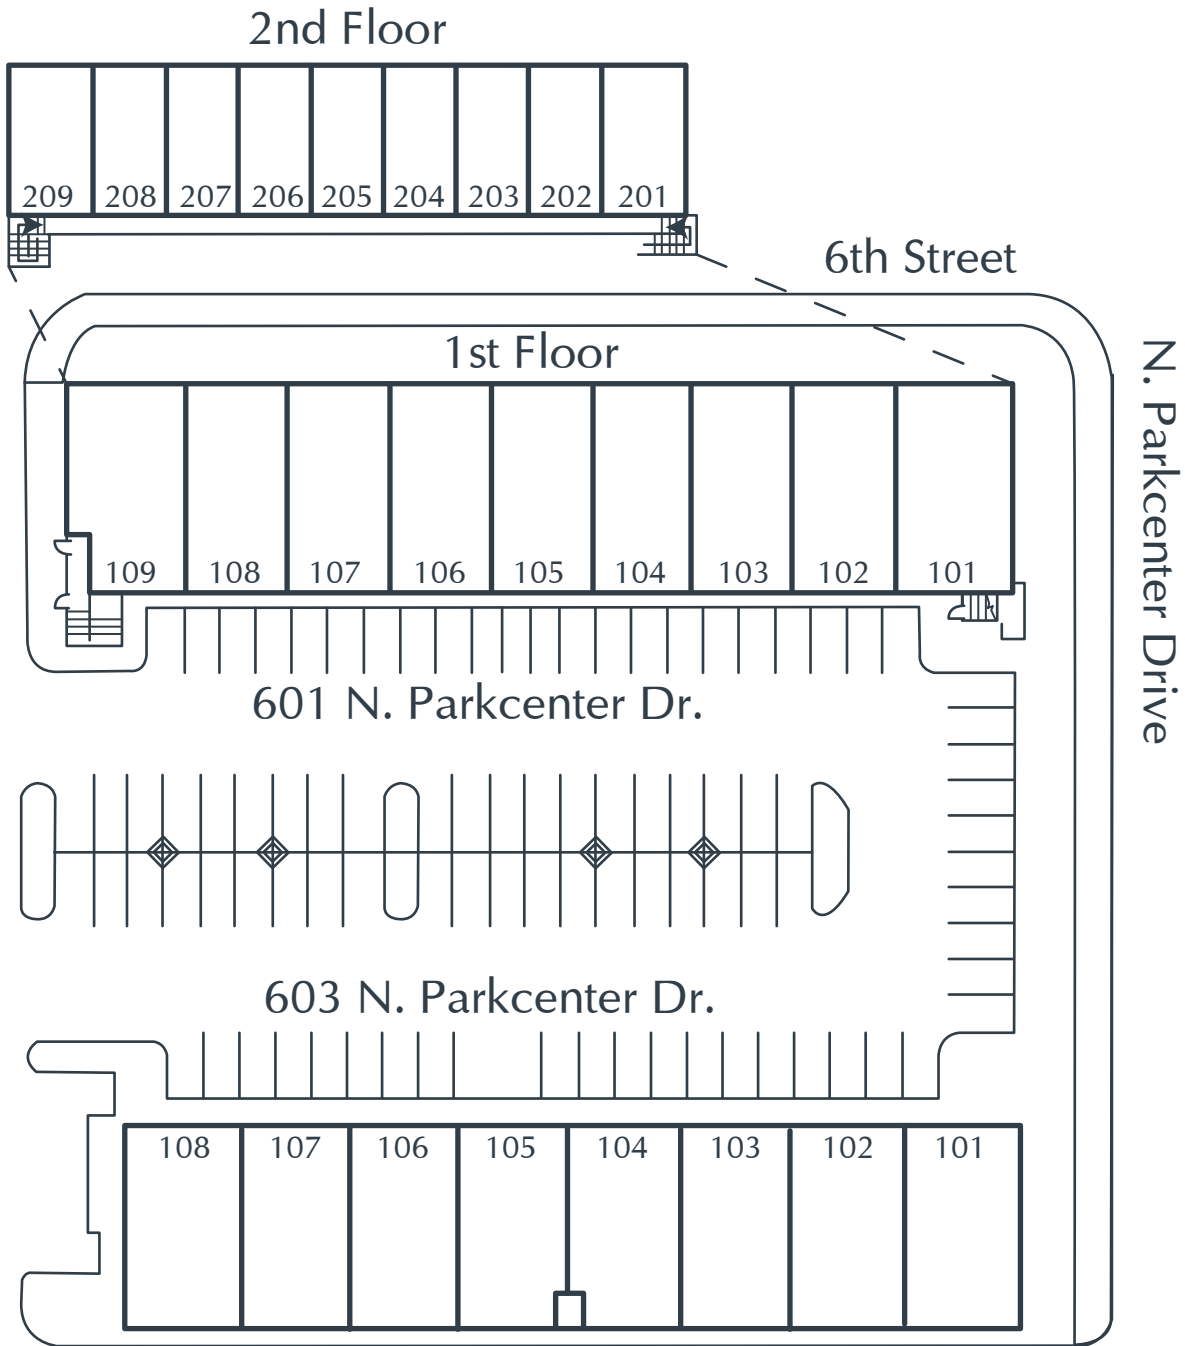 2nd Floor
209 208 207 206 205 204 203 202 201
6th Street
1st Floor
N. Parkcenter Drive
109 108 107 106 105 104 103 102 101
601 N. Parkcenter Dr.
603 N. Parkcenter Dr.
108 107 106 105 104 103 102 101